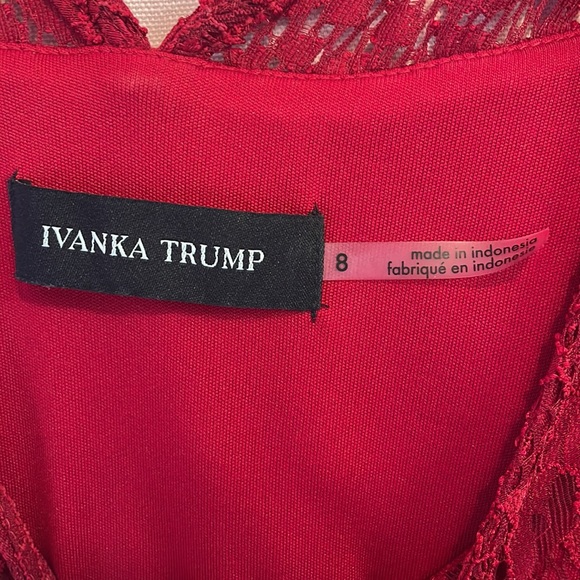 IVANKA TRUMP
8
made in indonesia
fabriqué en indonesie